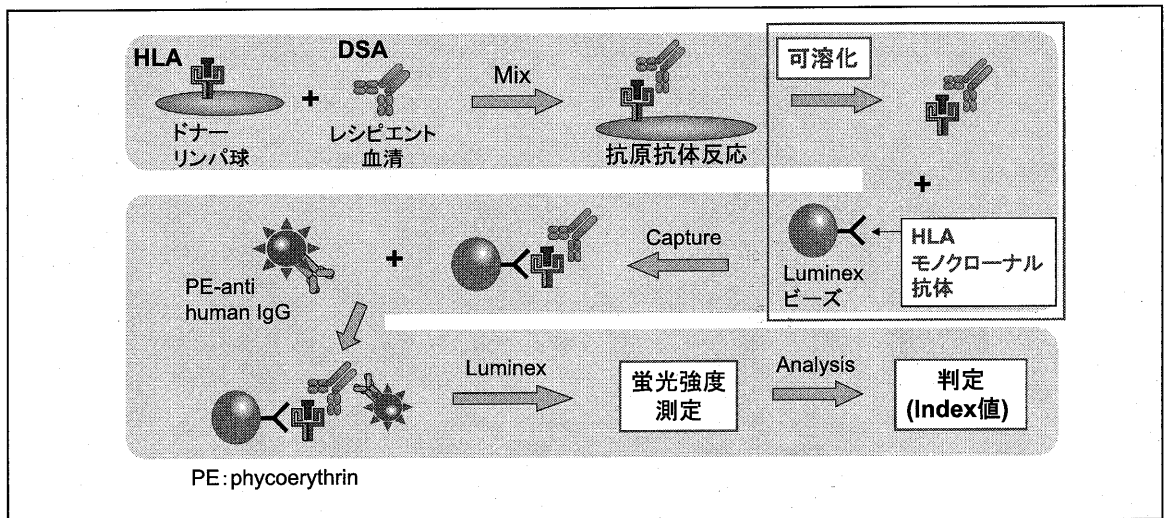 HLA
DSA
ドナー
リンパ球
+
レシピエント
血清
Mix
抗原抗体反応
可溶化
+
Luminex
ビーズ
HLA
モノクローナル
抗体
Capture
+
PE-anti
human IgG
Luminex
蛍光強度
測定
Analysis
判定
(Index値)
PE：phycoerythrin